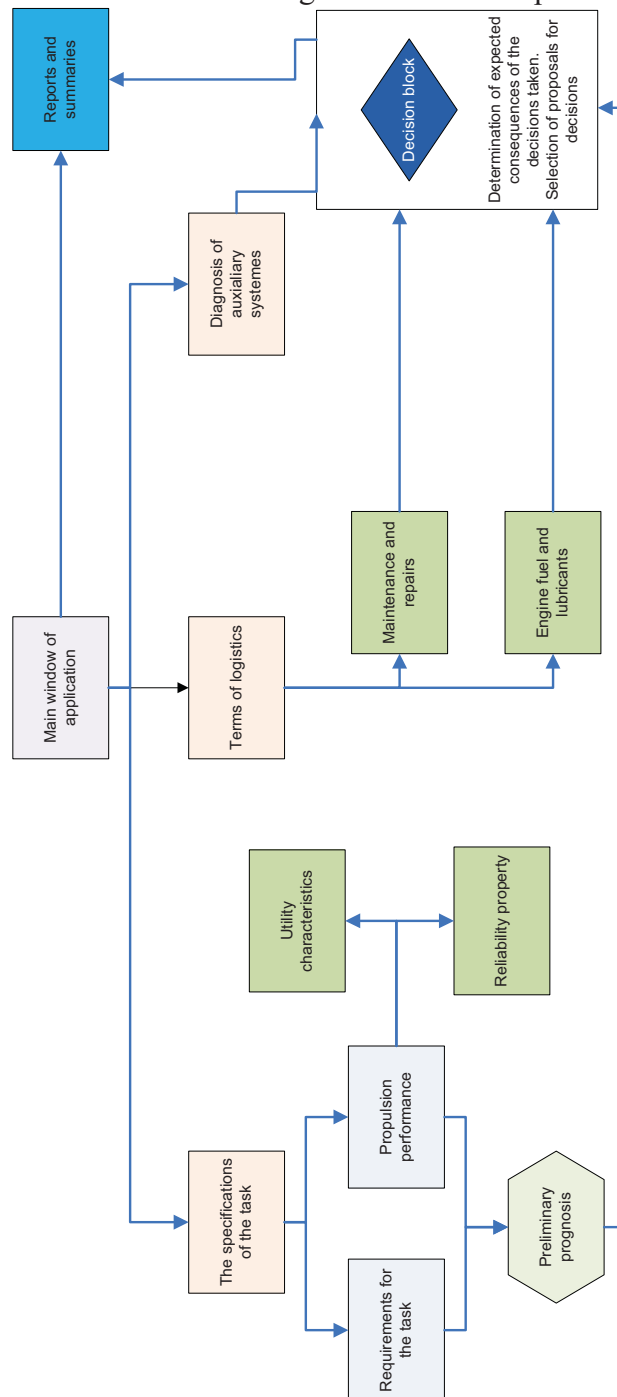 Main window of
application
Reports and
summaries
The specifications
of the task
Terms of logistics
Diagnosis of
auxialiary
systemes
Requirements for
the task
Propulsion
performance
Utility
characteristics
Reliability property
Preliminary
prognosis
Maintenance and
repairs
Engine fuel and
lubricants
Decision block
Determination of expected
consequences of the
decisions taken.
Selection of proposals for
decisions